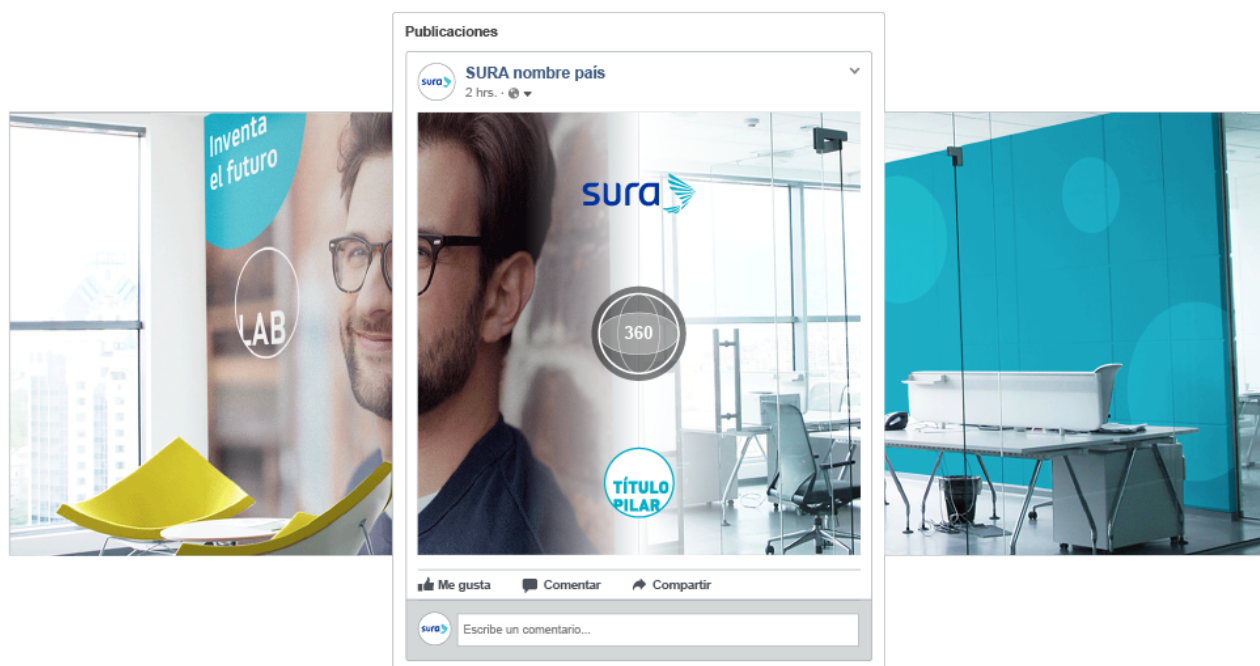 Publicaciones
sura
SURA nombre país
2 hrs.
Inventa
el futuro
LAB
sura
360
TÍTULO
PILAR
Me gusta Comentar Compartir
sura
Escribe un comentario...